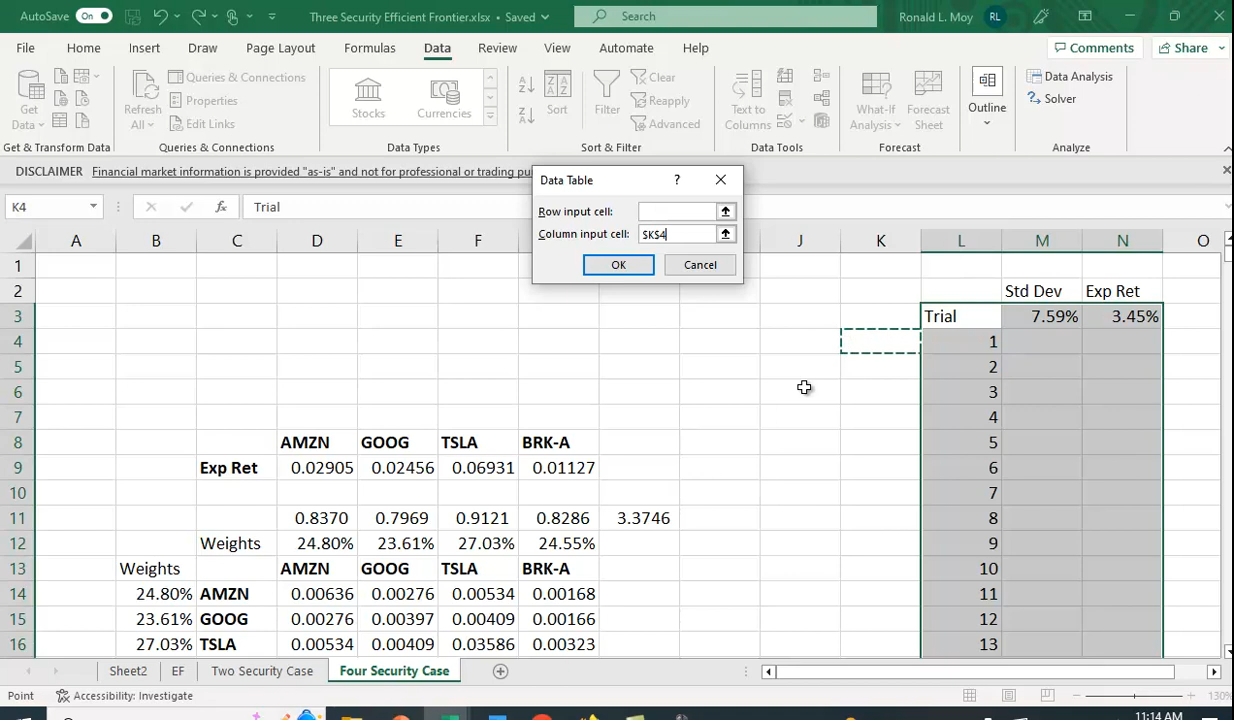 AutoSave On Three Security Efficient Frontier.xlsx • Saved Search Ronald L. Moy RL
File Home Insert Draw Page Layout Formulas Data Review View Automate Help Comments Share
Queries & Connections
Properties
Edit Links
Get Data
Refresh All
Stocks Currencies
Sort Filter
Clear
Reapply
Advanced
Text to Columns
What-If Analysis
Forecast Sheet
Outline
Data Analysis
Solver
Get & Transform Data Queries & Connections Data Types Sort & Filter Data Tools Forecast Analyze
DISCLAIMER Financial market information is provided "as-is" and not for professional or trading pu
Data Table ?
Row input cell:
Column input cell: $K$4
OK Cancel
K4 fx Trial
A B C D E F J K L M N O
1
2 Std Dev Exp Ret
3 Trial 7.59% 3.45%
4 1
5 2
6 3
7 4
8 AMZN GOOG TSLA BRK-A 5
9 Exp Ret 0.02905 0.02456 0.06931 0.01127 6
10 7
11 0.8370 0.7969 0.9121 0.8286 3.3746 8
12 Weights 24.80% 23.61% 27.03% 24.55% 9
13 Weights AMZN GOOG TSLA BRK-A 10
14 24.80% AMZN 0.00636 0.00276 0.00534 0.00168 11
15 23.61% GOOG 0.00276 0.00397 0.00409 0.00166 12
16 27.03% TSLA 0.00534 0.00409 0.03586 0.00323 13
Sheet2 EF Two Security Case Four Security Case
Point Accessibility: Investigate 130%
11:14 AM